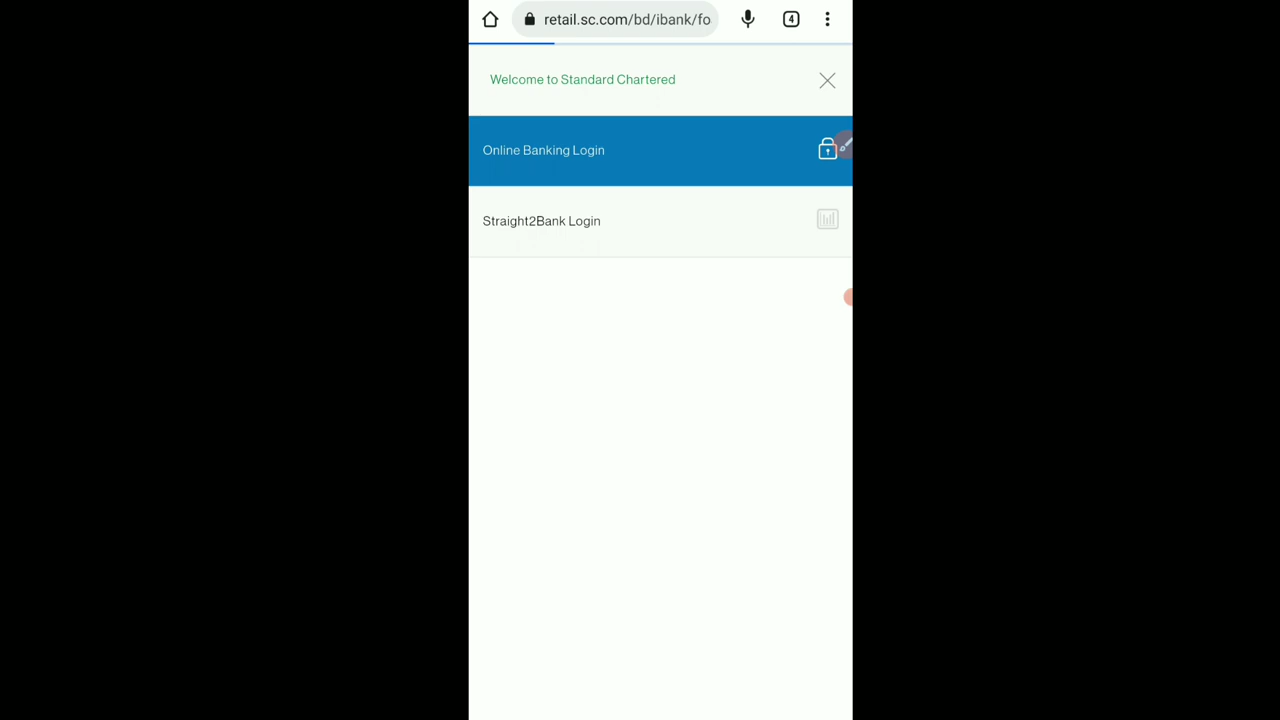 retail.sc.com/bd/ibank/fo
4
Welcome to Standard Chartered
Online Banking Login
Straight2Bank Login